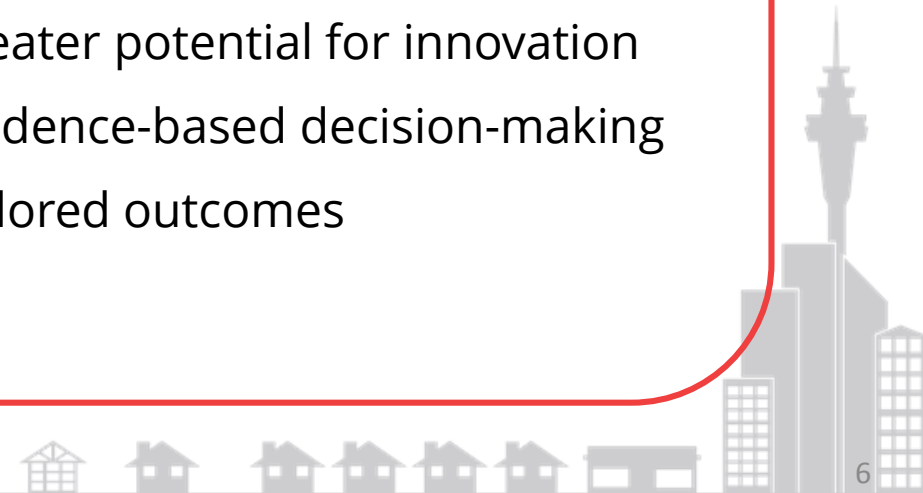 eater potential for innovation
dence-based decision-making
lored outcomes
6